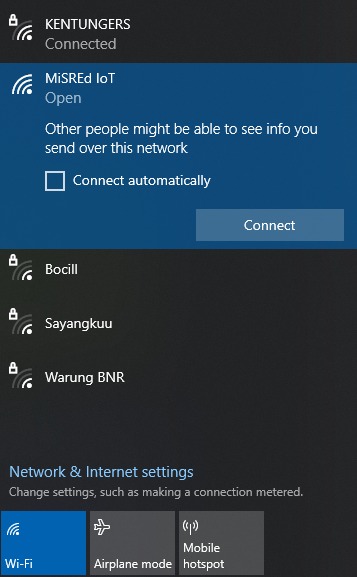 KENTUNGERS
Connected
MiSREd IoT
Open
Other people might be able to see info you
send over this network
Connect automatically
Connect
Bocill
Sayangkuu
Warung BNR
Network & Internet settings
Change settings, such as making a connection metered.
Wi-Fi
Airplane mode
Mobile
hotspot